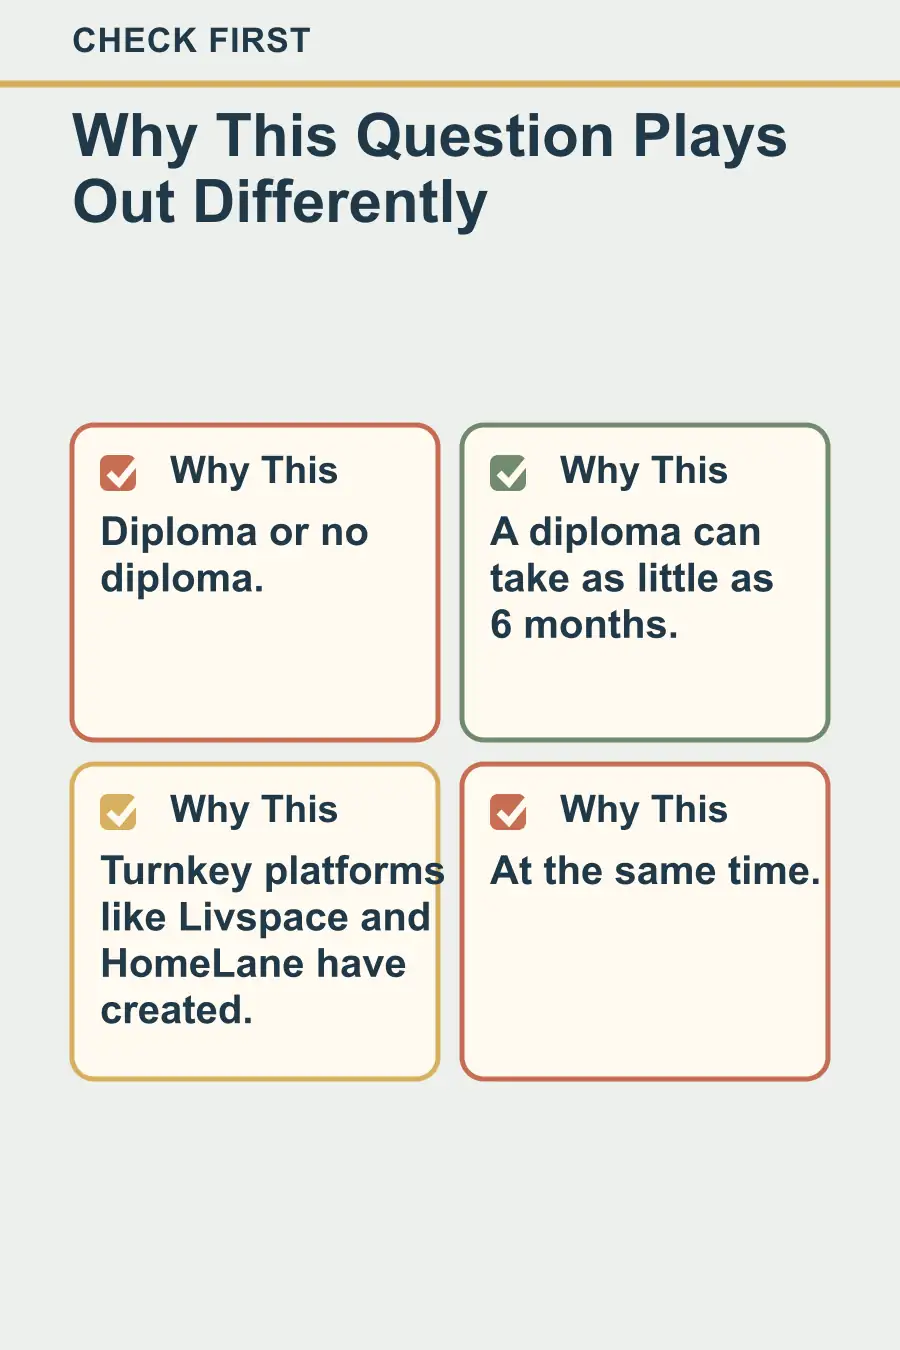 CHECK FIRST
Why This Question Plays
Out Differently
Why This
Diploma or no
diploma.
Why This
A diploma can
take as little as
6 months.
Why This
Turnkey platforms
like Livspace and
HomeLane have
created.
Why This
At the same time.